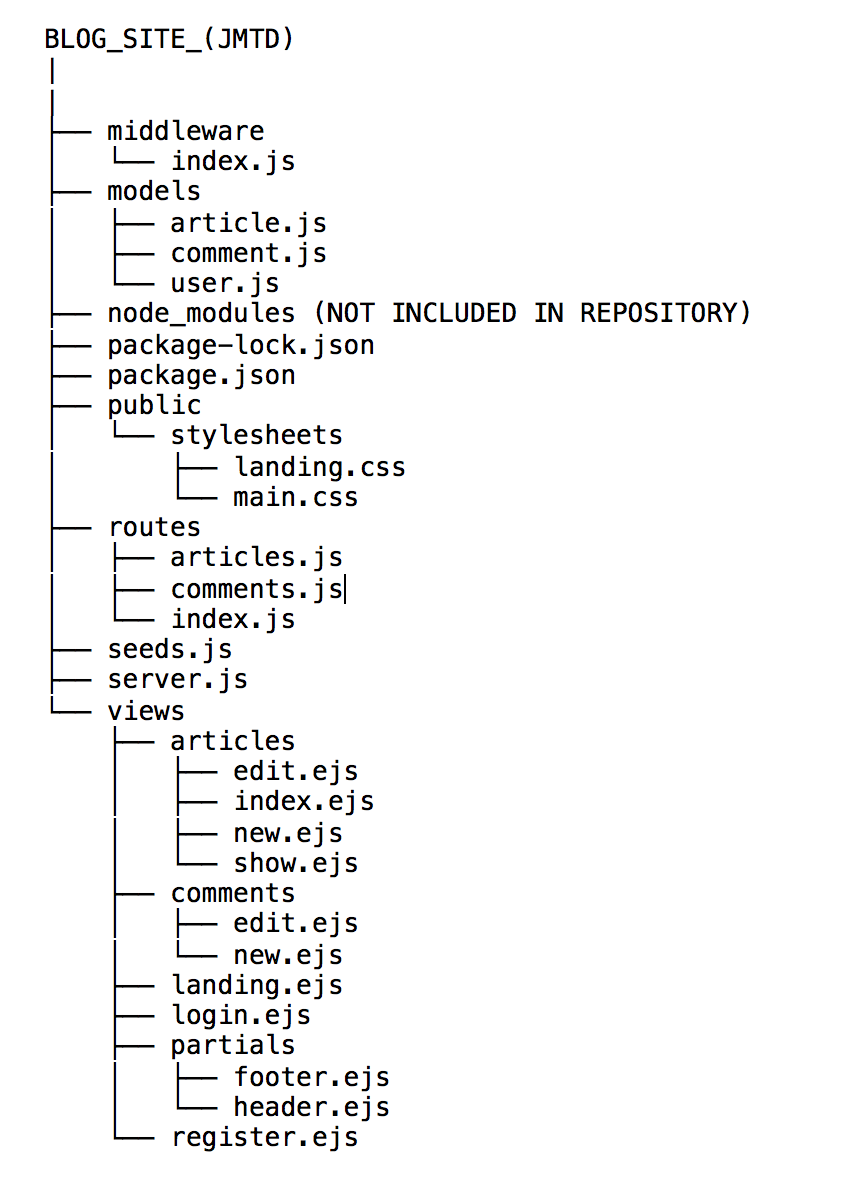 BLOG_SITE_(JMTD)
|
|
├── middleware
│   └── index.js
├── models
│   ├── article.js
│   ├── comment.js
│   └── user.js
├── node_modules (NOT INCLUDED IN REPOSITORY)
├── package-lock.json
├── package.json
├── public
│   └── stylesheets
│       ├── landing.css
│       └── main.css
├── routes
│   ├── articles.js
│   ├── comments.js
│   └── index.js
├── seeds.js
├── server.js
└── views
    ├── articles
    │   ├── edit.ejs
    │   ├── index.ejs
    │   ├── new.ejs
    │   └── show.ejs
    ├── comments
    │   ├── edit.ejs
    │   └── new.ejs
    ├── landing.ejs
    ├── login.ejs
    ├── partials
    │   ├── footer.ejs
    │   └── header.ejs
    └── register.ejs